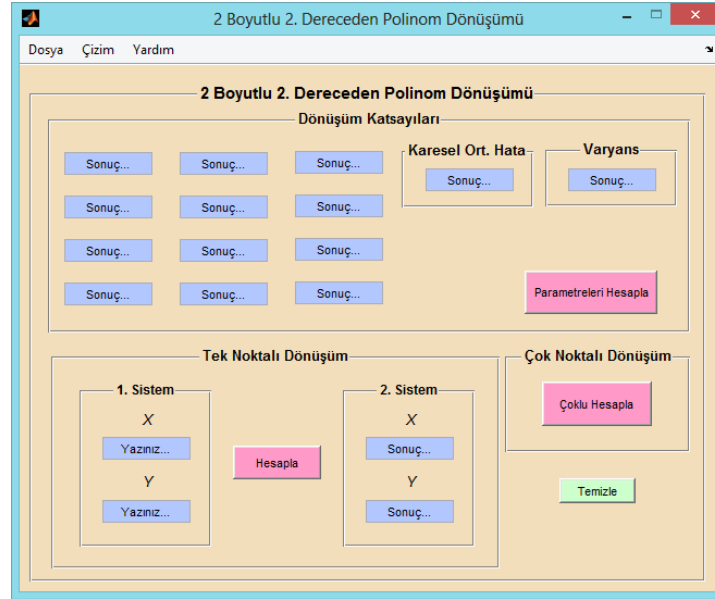 2 Boyutlu 2. Dereceden Polinom Dönüşümü
Dosya Çizim Yardım
2 Boyutlu 2. Dereceden Polinom Dönüşümü
Dönüşüm Katsayıları
Karesel Ort. Hata Varyans
Sonuç... Sonuç... Sonuç... Sonuç... Sonuç...
Sonuç... Sonuç... Sonuç...
Sonuç... Sonuç... Sonuç...
Sonuç... Sonuç... Sonuç...
Parametreleri Hesapla
Tek Noktalı Dönüşüm Çok Noktalı Dönüşüm
1. Sistem 2. Sistem
X X
Çoklu Hesapla
Yazınız... Sonuç...
Hesapla
Y Y
Temizle
Yazınız... Sonuç...